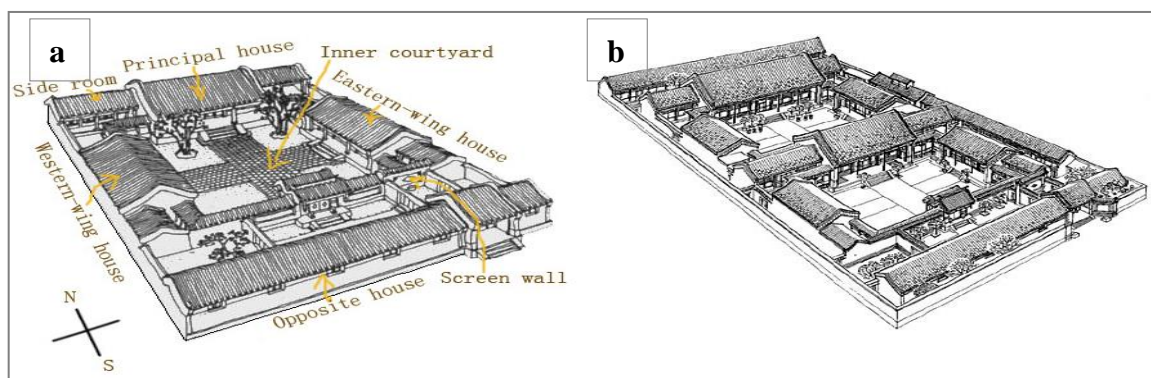 a
b
Principal house
Inner courtyard
Side room
Eastern-wing house
Western-wing house
Screen wall
Opposite house
N
S